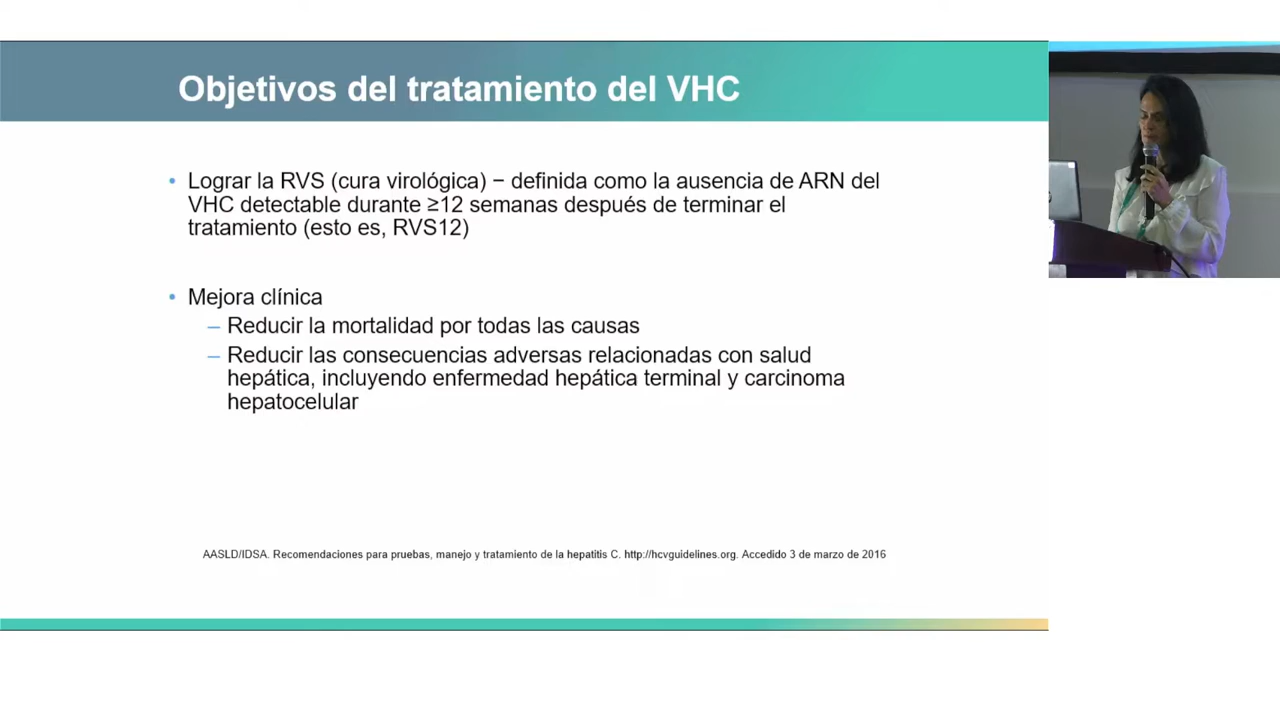 Objetivos del tratamiento del VHC
• Lograr la RVS (cura virológica) − definida como la ausencia de ARN del
VHC detectable durante ≥12 semanas después de terminar el
tratamiento (esto es, RVS12)
• Mejora clínica
– Reducir la mortalidad por todas las causas
– Reducir las consecuencias adversas relacionadas con salud
hepática, incluyendo enfermedad hepática terminal y carcinoma
hepatocelular
AASLD/IDSA. Recomendaciones para pruebas, manejo y tratamiento de la hepatitis C. http://hcvguidelines.org. Accedido 3 de marzo de 2016